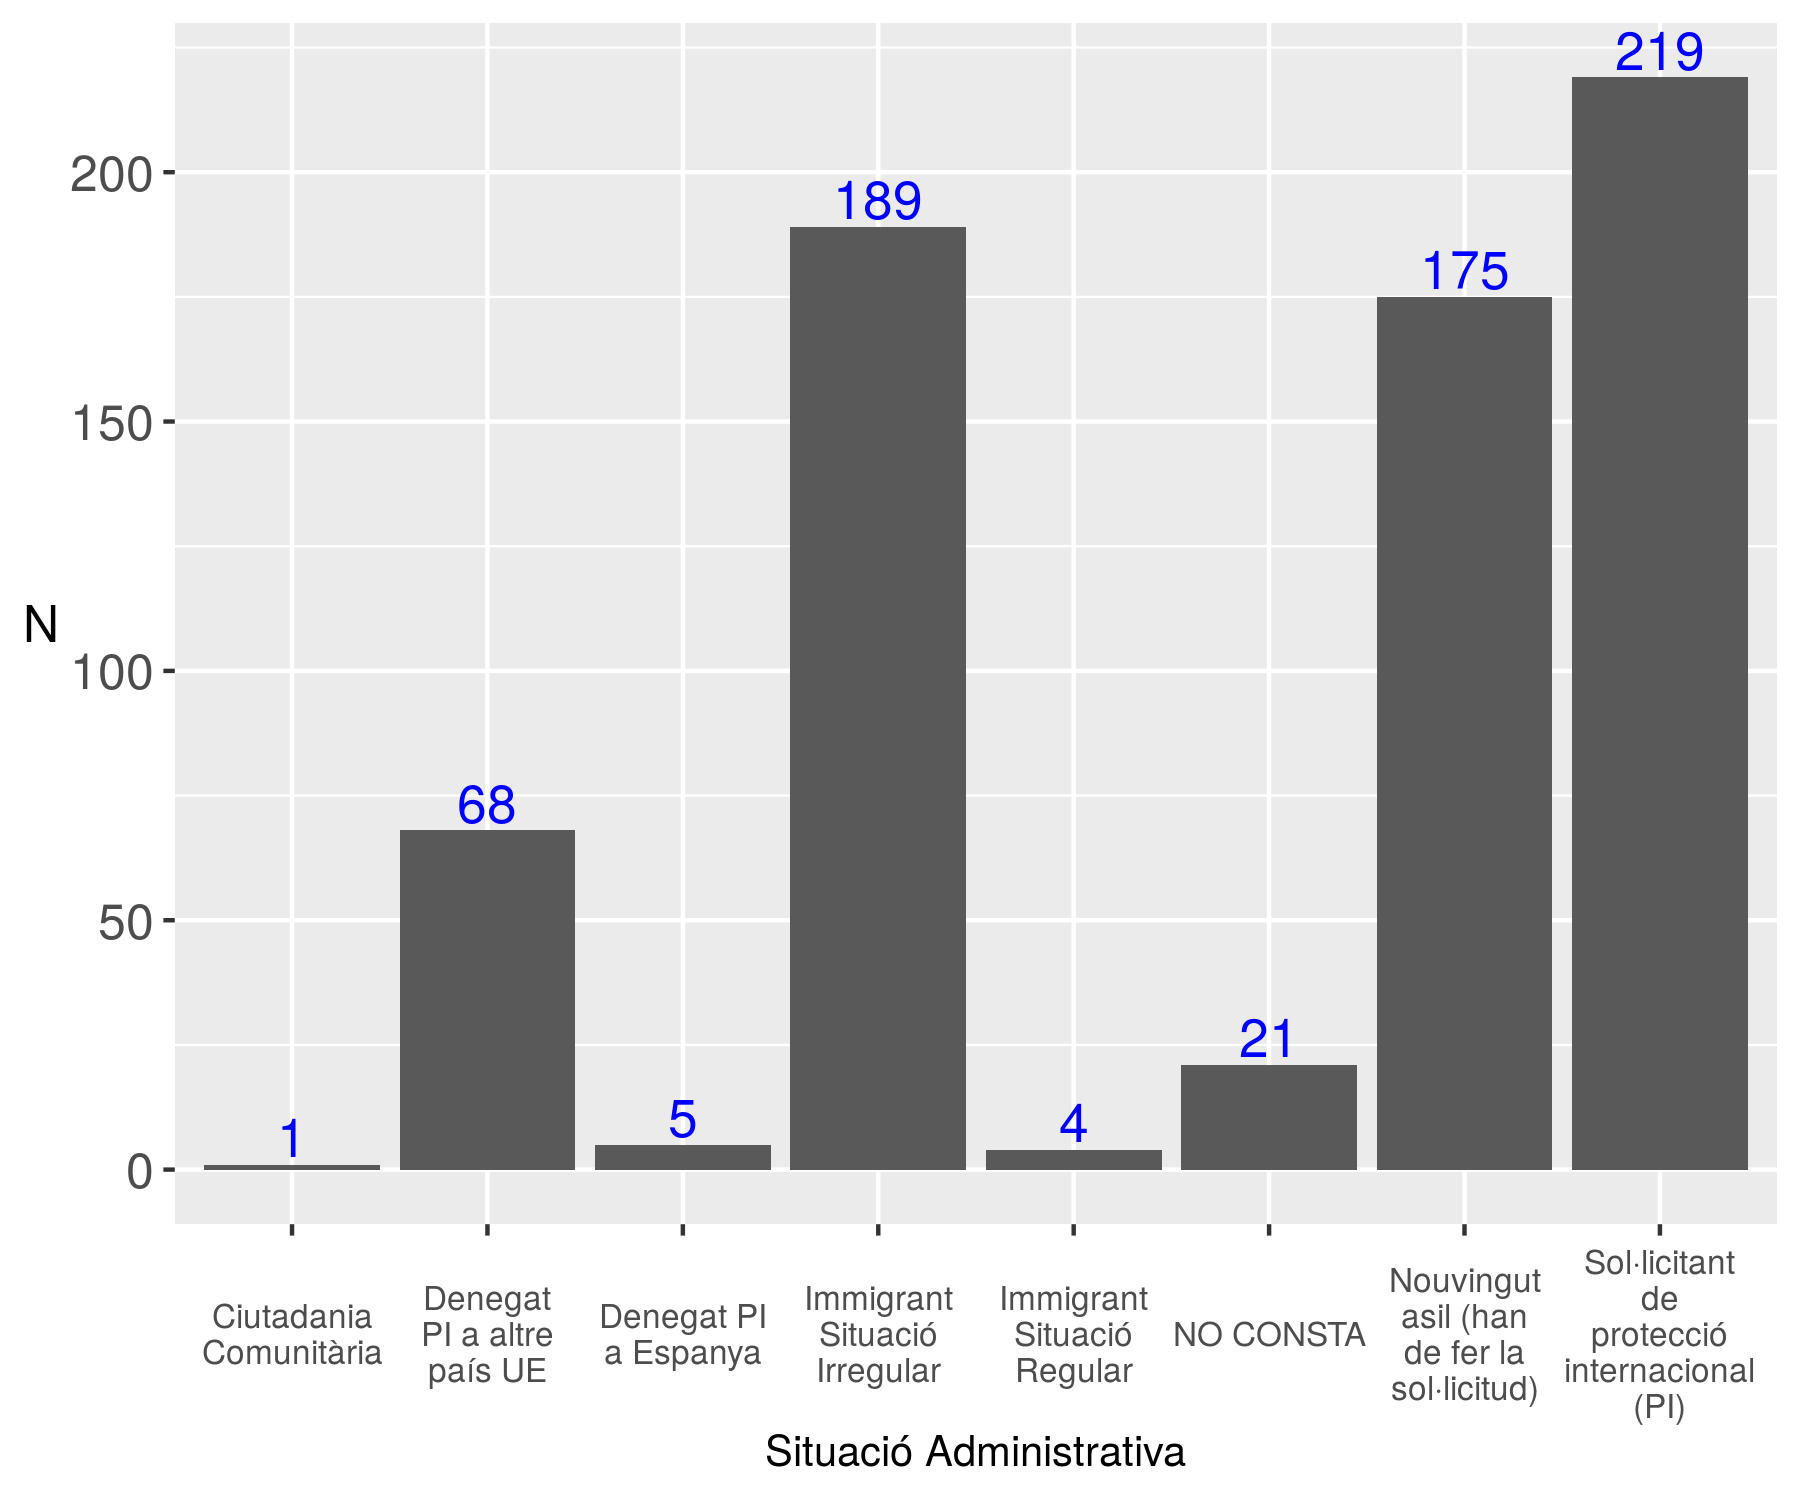 219
200
189
175
150
N
100
68
50
21
5
4
1
0
Ciutadania
Comunitària
Denegat
PI a altre
país UE
Denegat PI
a Espanya
Immigrant
Situació
Irregular
Immigrant
Situació
Regular
NO CONSTA
Nouvingut
asil (han
de fer la
sol·licitud)
Sol·licitant
de
protecció
internacional
(PI)
Situació Administrativa